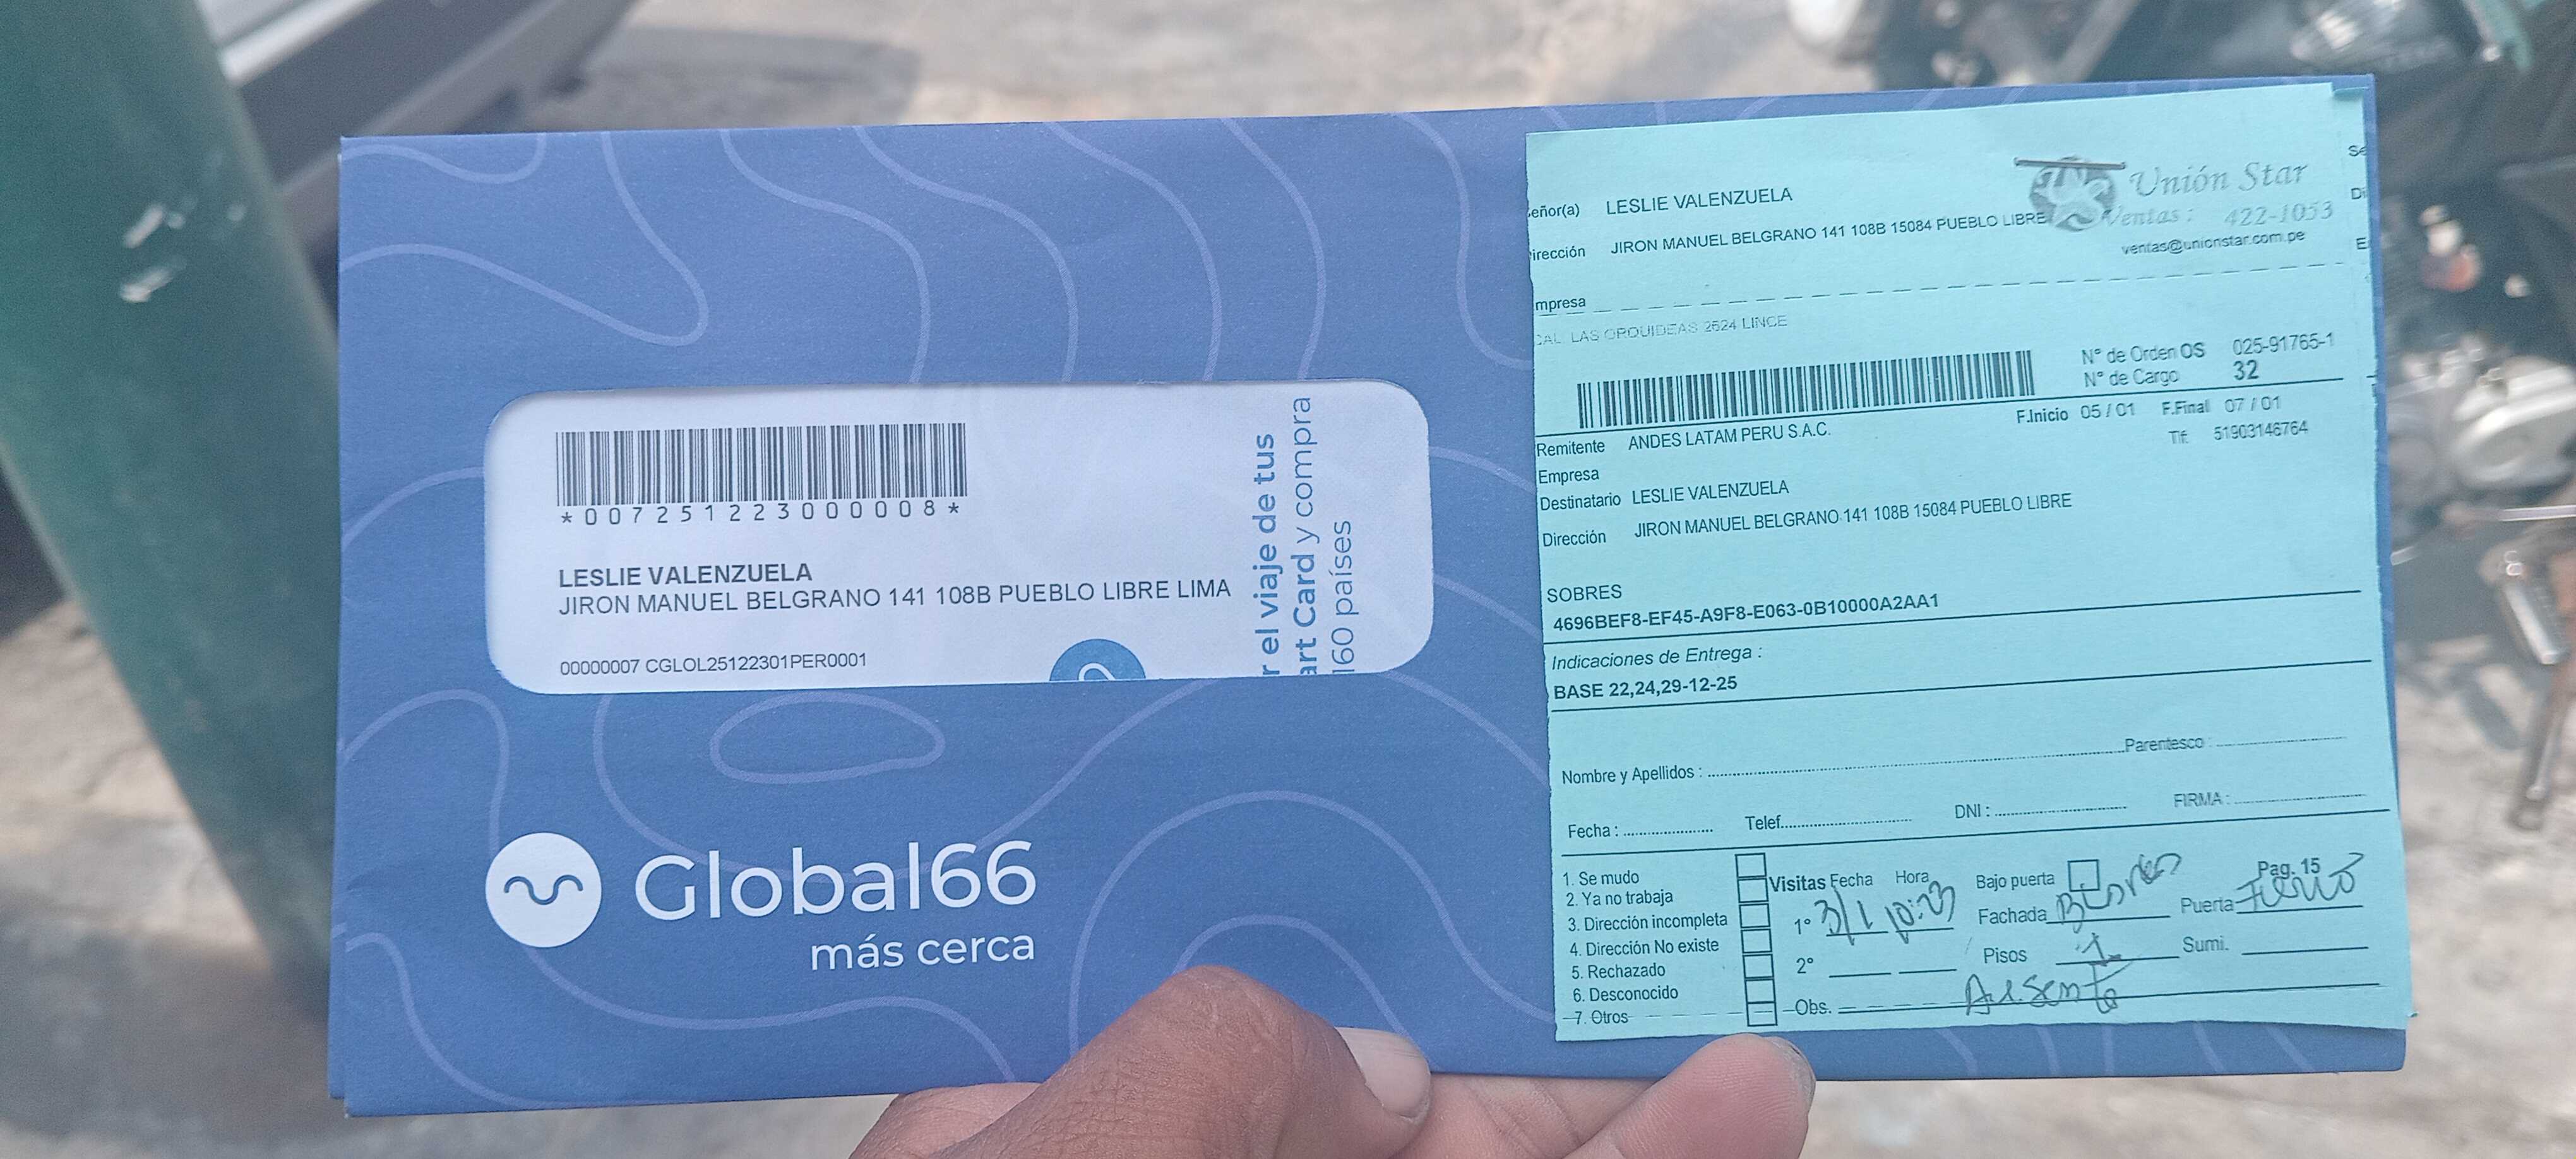 *007251223000008*
LESLIE VALENZUELA
JIRON MANUEL BELGRANO 141 108B PUEBLO LIBRE LIMA
00000007 CGLOL25122301PER0001
r el viaje de tus
art Card y compra
160 países
Global66
más cerca
Unión Star
Ventas: 422-1053
ventas@unionstar.com.pe
eñor(a) LESLIE VALENZUELA
irección JIRON MANUEL BELGRANO 141 108B 15084 PUEBLO LIBRE
mpresa
CAL. LAS ORQUIDEAS 2524 LINCE
Se
Di
E
N° de Orden OS 025-91765-1
N° de Cargo 32
F.Inicio 05 / 01 F.Final 07 / 01
Remitente ANDES LATAM PERU S.A.C.
Tlf: 51903146764
Empresa
Destinatario LESLIE VALENZUELA
Dirección JIRON MANUEL BELGRANO 141 108B 15084 PUEBLO LIBRE
SOBRES
4696BEF8-EF45-A9F8-E063-0B10000A2AA1
Indicaciones de Entrega :
BASE 22,24,29-12-25
Nombre y Apellidos : Parentesco :
Fecha : Telef. DNI : FIRMA :
1. Se mudo
2. Ya no trabaja
3. Dirección incompleta
4. Dirección No existe
5. Rechazado
6. Desconocido
7. Otros
Visitas Fecha Hora
1° 3/1 10:23
2°
Obs. Ausente
Bajo puerta Pag. 15
Fachada Puerta
Pisos 1 Sumi.